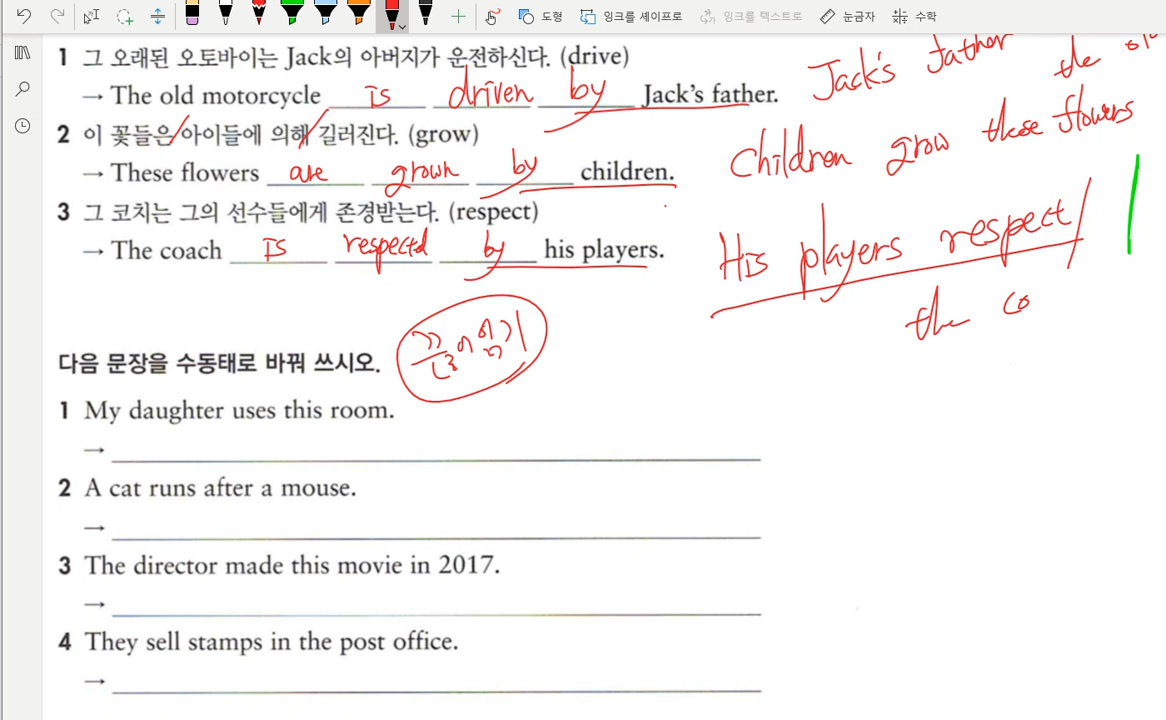 도형 잉크를 셰이프로 잉크를 텍스트로 눈금자 수학
1 그 오래된 오토바이는 Jack의 아버지가 운전하신다. (drive)
→ The old motorcycle is driven by Jack's father.
Jack's father the
2 이 꽃들은/아이들에 의해/길러진다. (grow)
→ These flowers are grown by children.
Children grow these flowers
3 그 코치는 그의 선수들에게 존경받는다. (respect)
→ The coach is respected by his players.
His players respect/
the co
다음 문장을 수동태로 바꿔 쓰시오.
1 My daughter uses this room.
→
2 A cat runs after a mouse.
→
3 The director made this movie in 2017.
→
4 They sell stamps in the post office.
→